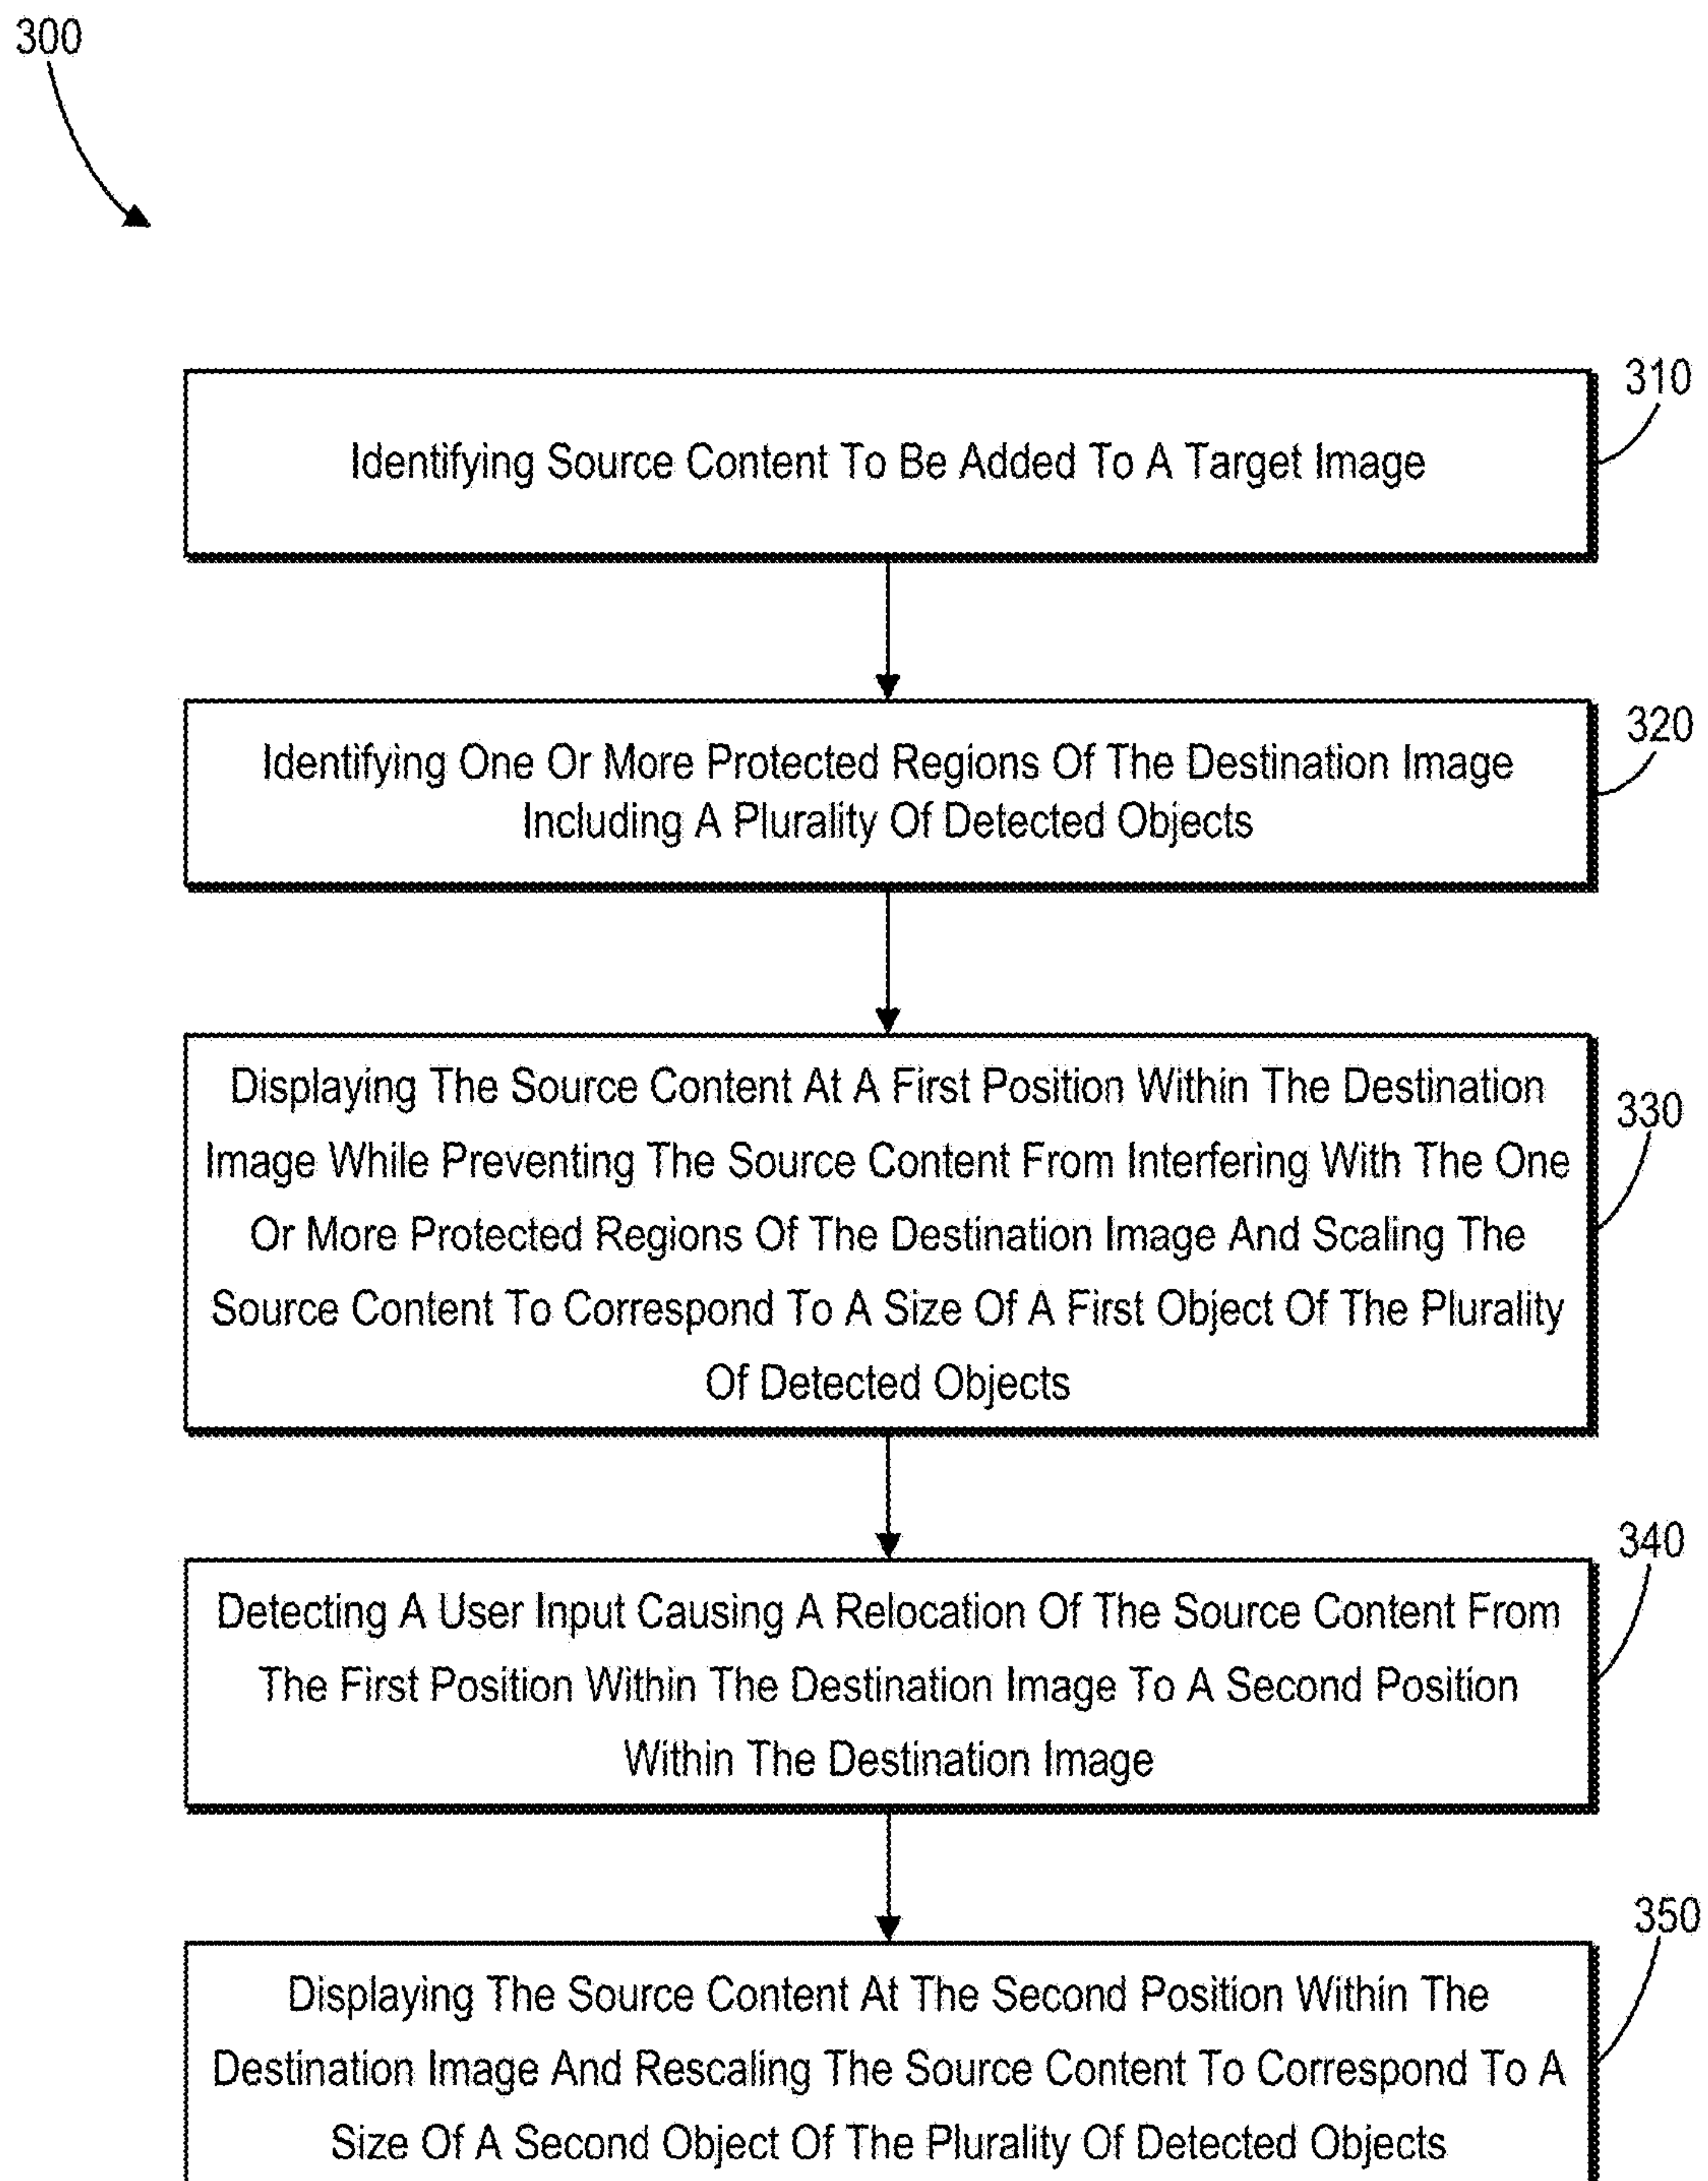 300
310
Identifying Source Content To Be Added To A Target Image
320
Identifying One Or More Protected Regions Of The Destination Image
Including A Plurality Of Detected Objects
330
Displaying The Source Content At A First Position Within The Destination
Image While Preventing The Source Content From Interfering With The One
Or More Protected Regions Of The Destination Image And Scaling The
Source Content To Correspond To A Size Of A First Object Of The Plurality
Of Detected Objects
340
Detecting A User Input Causing A Relocation Of The Source Content From
The First Position Within The Destination Image To A Second Position
Within The Destination Image
350
Displaying The Source Content At The Second Position Within The
Destination Image And Rescaling The Source Content To Correspond To A
Size Of A Second Object Of The Plurality Of Detected Objects